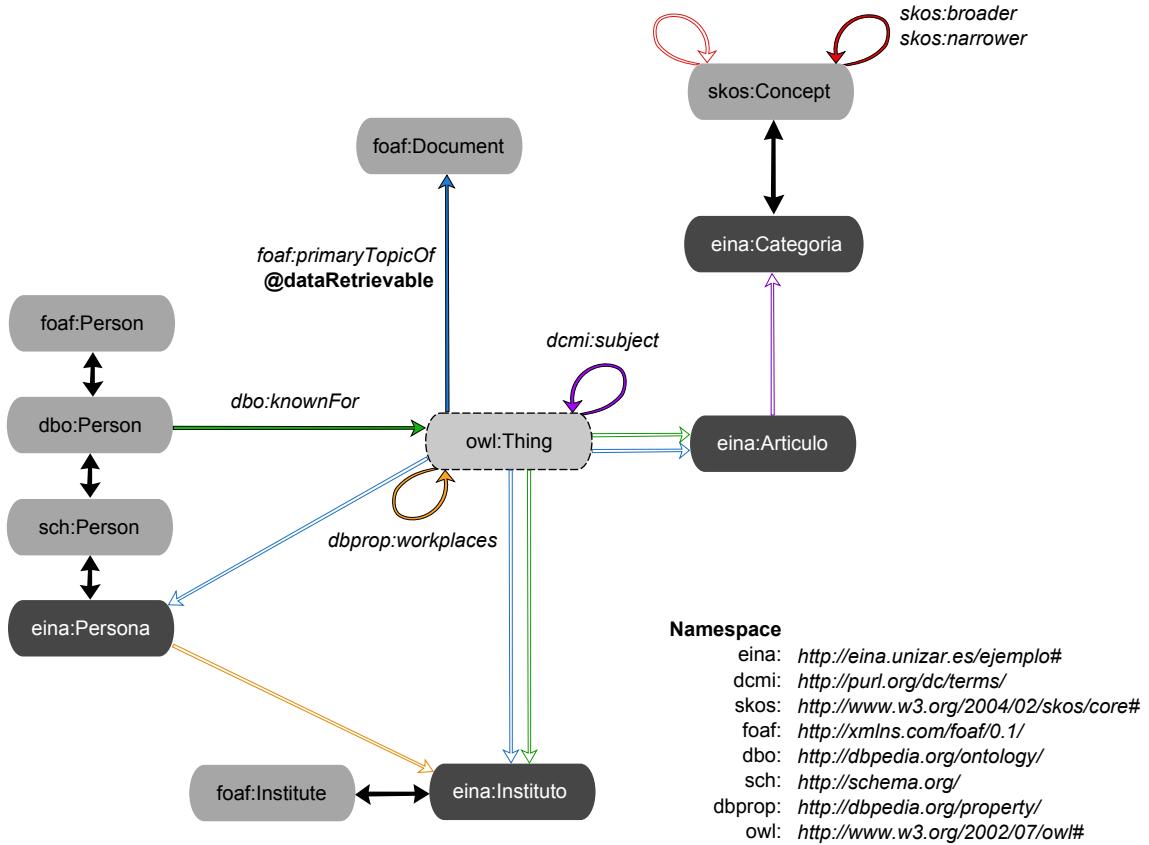 skos:broader
skos:narrower
skos:Concept
foaf:Document
eina:Categoria
foaf:primaryTopicOf
@dataRetrievable
foaf:Person
dcmi:subject
dbo:knownFor
dbo:Person
owl:Thing
eina:Articulo
sch:Person
dbprop:workplaces
eina:Persona
Namespace
eina: http://eina.unizar.es/ejemplo#
dcmi: http://purl.org/dc/terms/
skos: http://www.w3.org/2004/02/skos/core#
foaf: http://xmlns.com/foaf/0.1/
dbo: http://dbpedia.org/ontology/
sch: http://schema.org/
dbprop: http://dbpedia.org/property/
owl: http://www.w3.org/2002/07/owl#
foaf:Institute
eina:Instituto